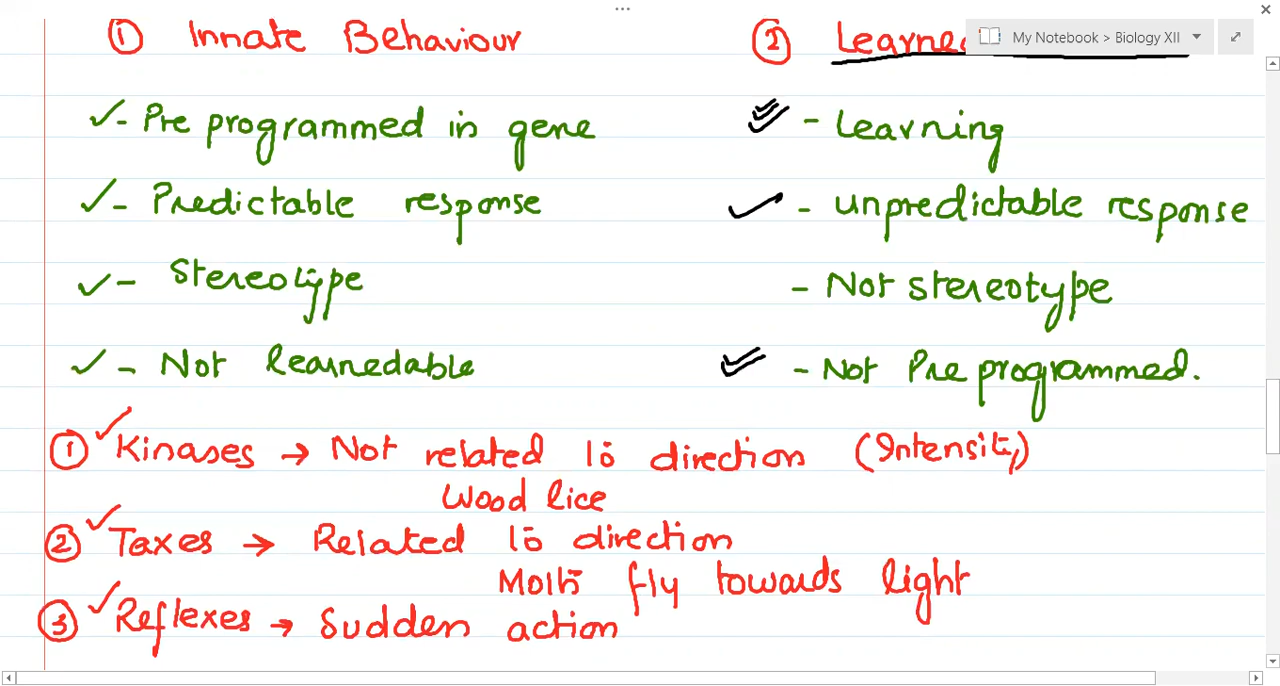 ① Innate Behaviour
② Learne
My Notebook > Biology XII
- Pre programmed in gene
- Learning
- Predictable response
- unpredictable response
- Stereotype
- Not stereotype
- Not learnedable
- Not Pre programmed.
① Kinases → Not related to direction (Intensity)
Wood lice
② Taxes → Related to direction
Moths fly towards light
③ Reflexes → Sudden action